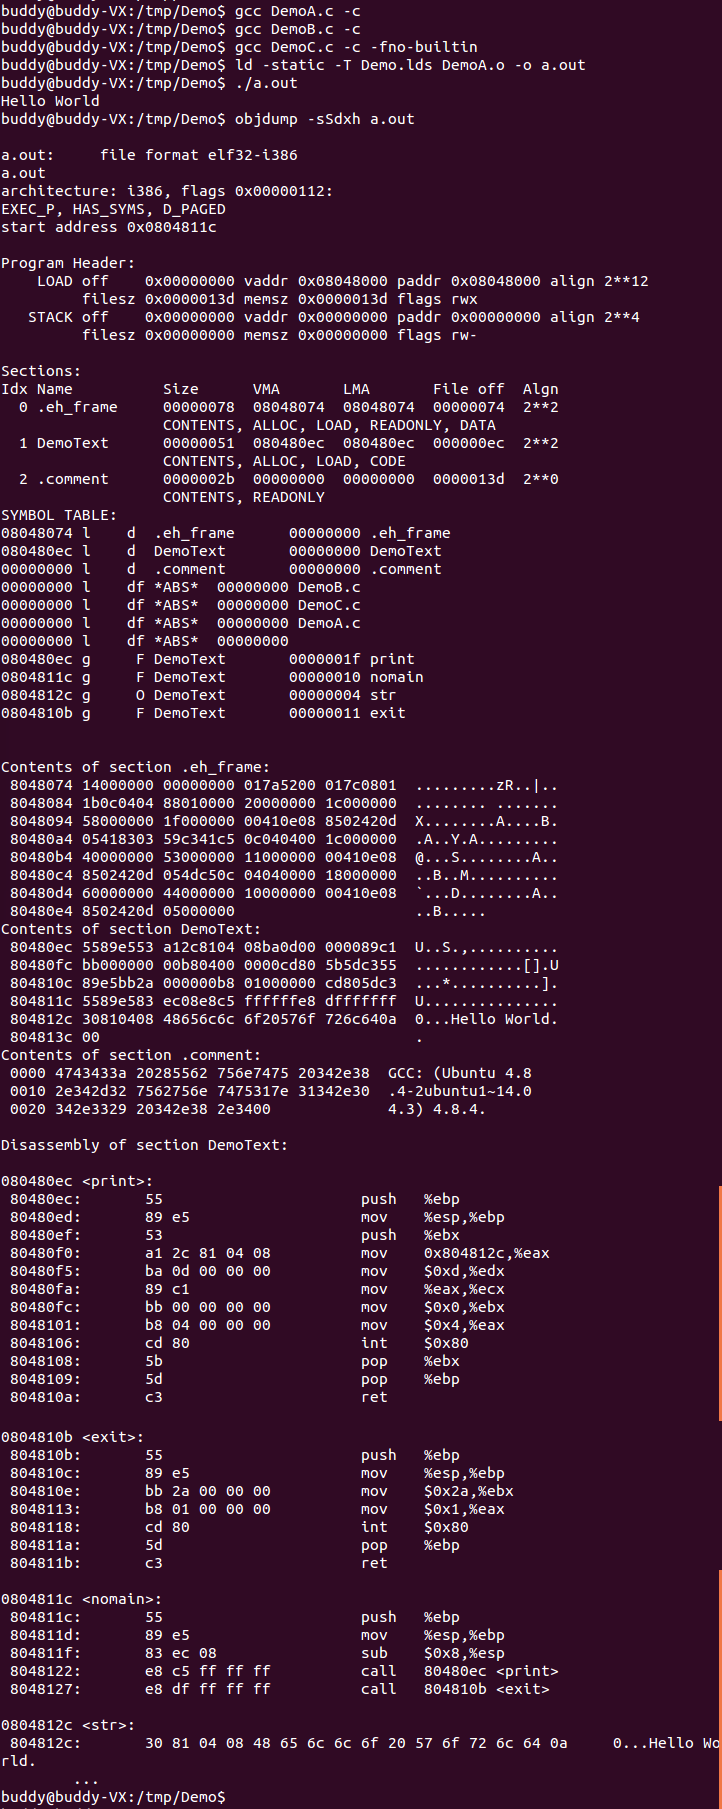 buddy@buddy-VX:/tmp/Demo$ gcc DemoA.c -c
buddy@buddy-VX:/tmp/Demo$ gcc DemoB.c -c
buddy@buddy-VX:/tmp/Demo$ gcc DemoC.c -c -fno-builtin
buddy@buddy-VX:/tmp/Demo$ ld -static -T Demo.lds DemoA.o -o a.out
buddy@buddy-VX:/tmp/Demo$ ./a.out
Hello World
buddy@buddy-VX:/tmp/Demo$ objdump -sSdxh a.out

a.out:     file format elf32-i386
a.out
architecture: i386, flags 0x00000112:
EXEC_P, HAS_SYMS, D_PAGED
start address 0x0804811c

Program Header:
    LOAD off    0x00000000 vaddr 0x08048000 paddr 0x08048000 align 2**12
         filesz 0x0000013d memsz 0x0000013d flags rwx
   STACK off    0x00000000 vaddr 0x00000000 paddr 0x00000000 align 2**4
         filesz 0x00000000 memsz 0x00000000 flags rw-

Sections:
Idx Name          Size      VMA       LMA       File off  Algn
  0 .eh_frame     00000078  08048074  08048074  00000074  2**2
                  CONTENTS, ALLOC, LOAD, READONLY, DATA
  1 DemoText      00000051  080480ec  080480ec  000000ec  2**2
                  CONTENTS, ALLOC, LOAD, CODE
  2 .comment      0000002b  00000000  00000000  0000013d  2**0
                  CONTENTS, READONLY
SYMBOL TABLE:
08048074 l    d  .eh_frame      00000000 .eh_frame
080480ec l    d  DemoText       00000000 DemoText
00000000 l    d  .comment       00000000 .comment
00000000 l    df *ABS*  00000000 DemoB.c
00000000 l    df *ABS*  00000000 DemoC.c
00000000 l    df *ABS*  00000000 DemoA.c
00000000 l    df *ABS*  00000000
080480ec g     F DemoText       0000001f print
0804811c g     F DemoText       00000010 nomain
0804812c g     O DemoText       00000004 str
0804810b g     F DemoText       00000011 exit

Contents of section .eh_frame:
 8048074 14000000 00000000 017a5200 017c0801  .........zR..|..
 8048084 1b0c0404 88010000 20000000 1c000000  ........ .......
 8048094 58000000 1f000000 00410e08 8502420d  X........A....B.
 80480a4 05418303 59c341c5 0c040400 1c000000  .A..Y.A.........
 80480b4 40000000 53000000 11000000 00410e08  @...S........A..
 80480c4 8502420d 054dc50c 04040000 18000000  ..B..M..........
 80480d4 60000000 44000000 10000000 00410e08  `...D........A..
 80480e4 8502420d 05000000                    ..B.....
Contents of section DemoText:
 80480ec 5589e553 a12c8104 08ba0d00 000089c1  U..S.,..........
 80480fc bb000000 00b80400 0000cd80 5b5dc355  ............[].U
 804810c 89e5bb2a 000000b8 01000000 cd805dc3  ...*..........].
 804811c 5589e583 ec08e8c5 ffffffe8 dfffffff  U...............
 804812c 30810408 48656c6c 6f20576f 726c640a  0...Hello World.
 804813c 00                                   .
Contents of section .comment:
 0000 4743433a 20285562 756e7475 20342e38  GCC: (Ubuntu 4.8
 0010 2e342d32 7562756e 7475317e 31342e30  .4-2ubuntu1~14.0
 0020 342e3329 20342e38 2e3400             4.3) 4.8.4.

Disassembly of section DemoText:

080480ec <print>:
 80480ec:       55                      push   %ebp
 80480ed:       89 e5                   mov    %esp,%ebp
 80480ef:       53                      push   %ebx
 80480f0:       a1 2c 81 04 08          mov    0x804812c,%eax
 80480f5:       ba 0d 00 00 00          mov    $0xd,%edx
 80480fa:       89 c1                   mov    %eax,%ecx
 80480fc:       bb 00 00 00 00          mov    $0x0,%ebx
 8048101:       b8 04 00 00 00          mov    $0x4,%eax
 8048106:       cd 80                   int    $0x80
 8048108:       5b                      pop    %ebx
 8048109:       5d                      pop    %ebp
 804810a:       c3                      ret

0804810b <exit>:
 804810b:       55                      push   %ebp
 804810c:       89 e5                   mov    %esp,%ebp
 804810e:       bb 2a 00 00 00          mov    $0x2a,%ebx
 8048113:       b8 01 00 00 00          mov    $0x1,%eax
 8048118:       cd 80                   int    $0x80
 804811a:       5d                      pop    %ebp
 804811b:       c3                      ret

0804811c <nomain>:
 804811c:       55                      push   %ebp
 804811d:       89 e5                   mov    %esp,%ebp
 804811f:       83 ec 08                sub    $0x8,%esp
 8048122:       e8 c5 ff ff ff          call   80480ec <print>
 8048127:       e8 df ff ff ff          call   804810b <exit>

0804812c <str>:
 804812c:       30 81 04 08 48 65 6c 6c 6f 20 57 6f 72 6c 64 0a     0...Hello Wo
rld.
        ...
buddy@buddy-VX:/tmp/Demo$